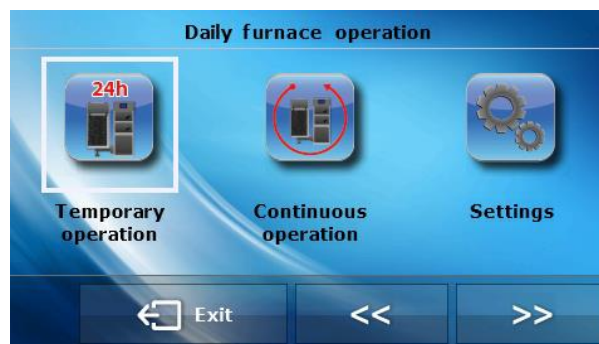 Daily furnace operation
24h
Temporary
operation
Continuous
operation
Settings
Exit
<<
>>